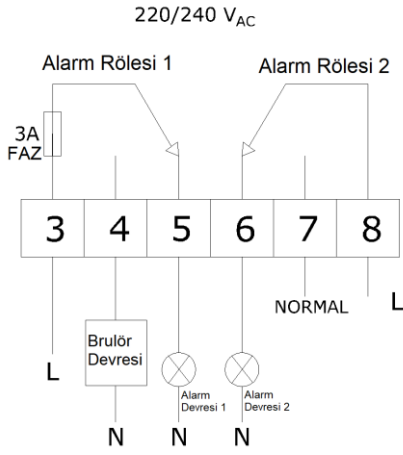 220/240 VAC
Alarm Rölesi 1
Alarm Rölesi 2
3A
FAZ
3 4 5 6 7 8
NORMAL
L
Brulör
Devresi
L
Alarm
Devresi 1
Alarm
Devresi 2
N N N